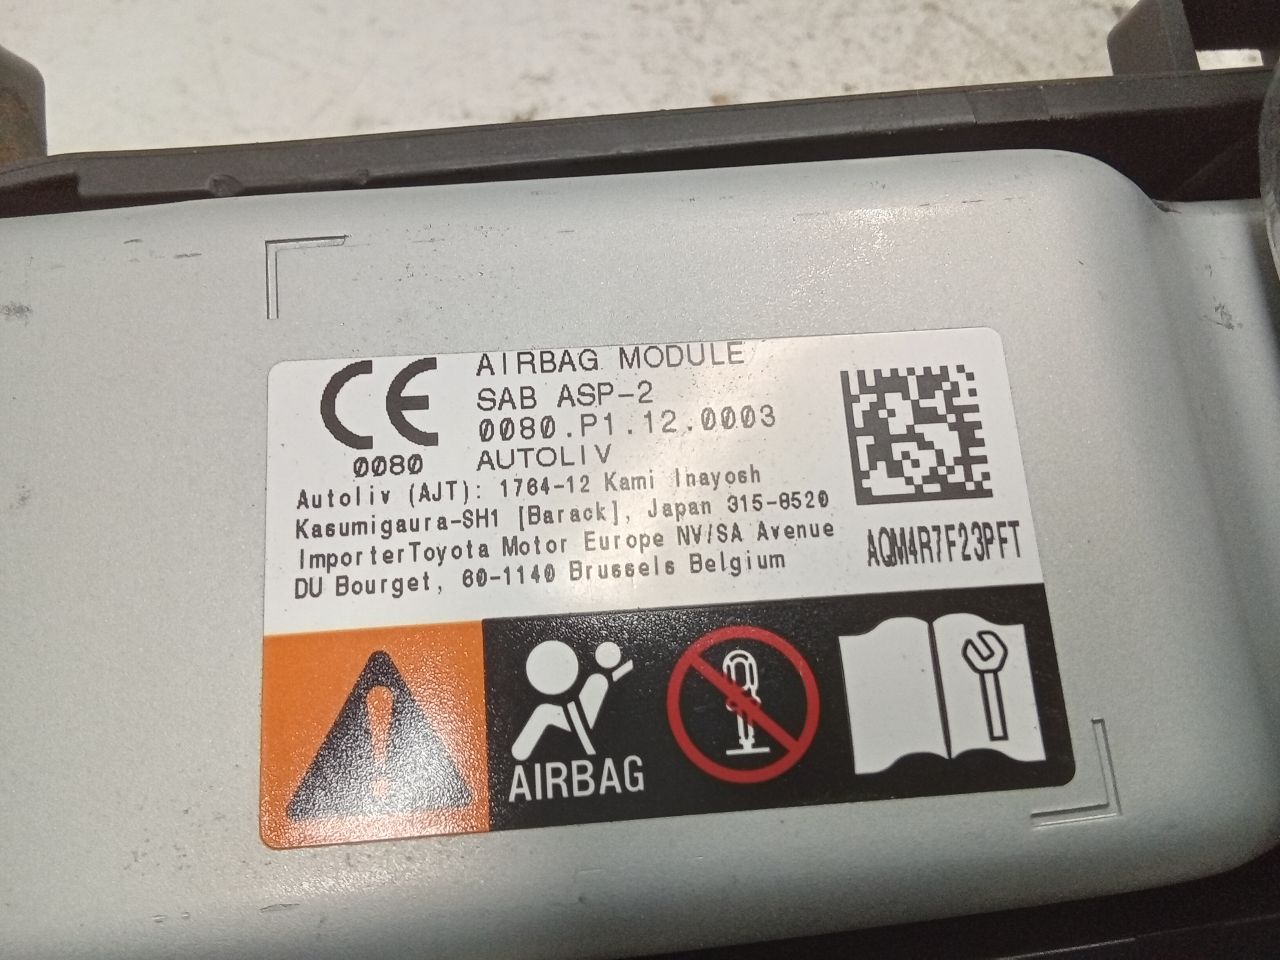 CE
0080
AIRBAG MODULE
SAB ASP-2
0080.P1.12.0003
AUTOLIV
Autoliv (AJT): 1764-12 Kami Inayosh
Kasumigaura-SH1 [Barack], Japan 315-8520
ImporterToyota Motor Europe NV/SA Avenue
DU Bourget, 60-1140 Brussels Belgium
AQM4R7F23PFT
AIRBAG